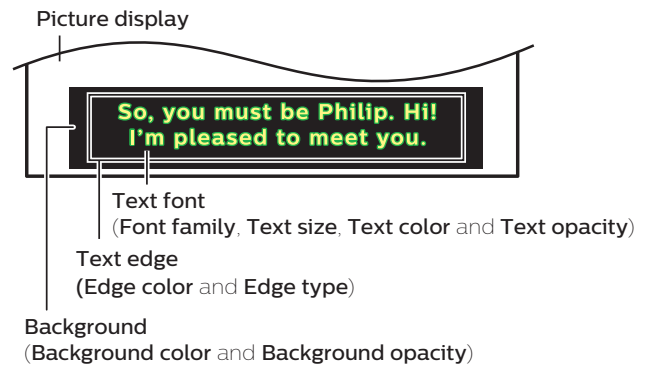 Picture display
So, you must be Philip. Hi!
I’m pleased to meet you.
Text font
(Font family, Text size, Text color and Text opacity)
Text edge
(Edge color and Edge type)
Background
(Background color and Background opacity)